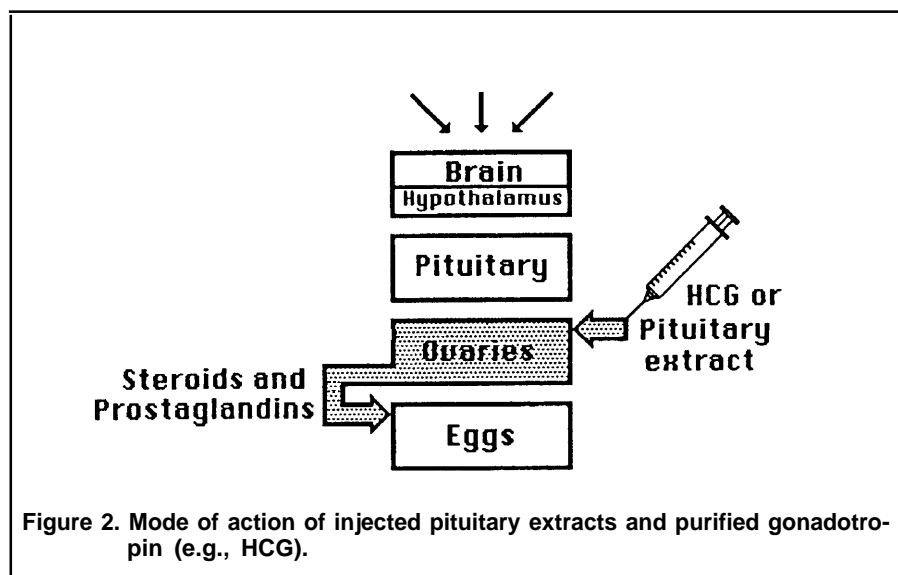 Brain
Hypothalamus
Pituitary
HCG or
Pituitary
extract
Ovaries
Steroids and
Prostaglandins
Eggs
Figure 2. Mode of action of injected pituitary extracts and purified gonadotro-
pin (e.g., HCG).